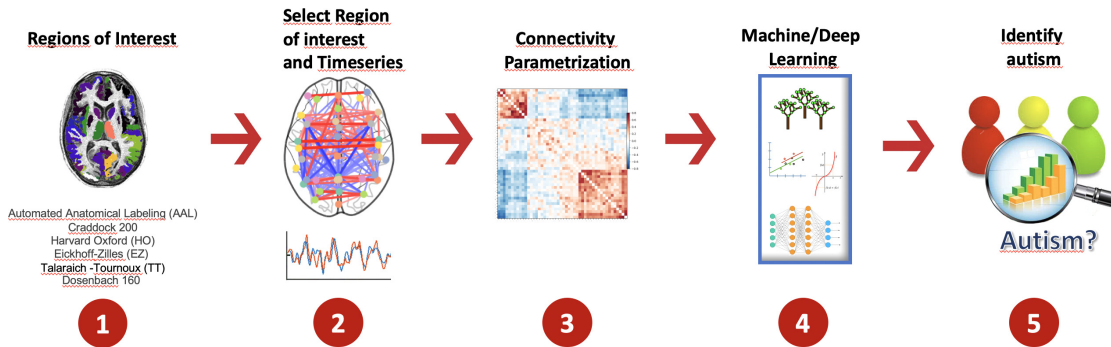 Regions of Interest
Automated Anatomical Labeling (AAL)
Craddock 200
Harvard Oxford (HO)
Eickhoff-Zilles (EZ)
Talaraich -Tournoux (TT)
Dosenbach 160
1
Select Region
of interest
and Timeseries
2
Connectivity
Parametrization
3
Machine/Deep
Learning
4
Identify
autism
Autism?
5